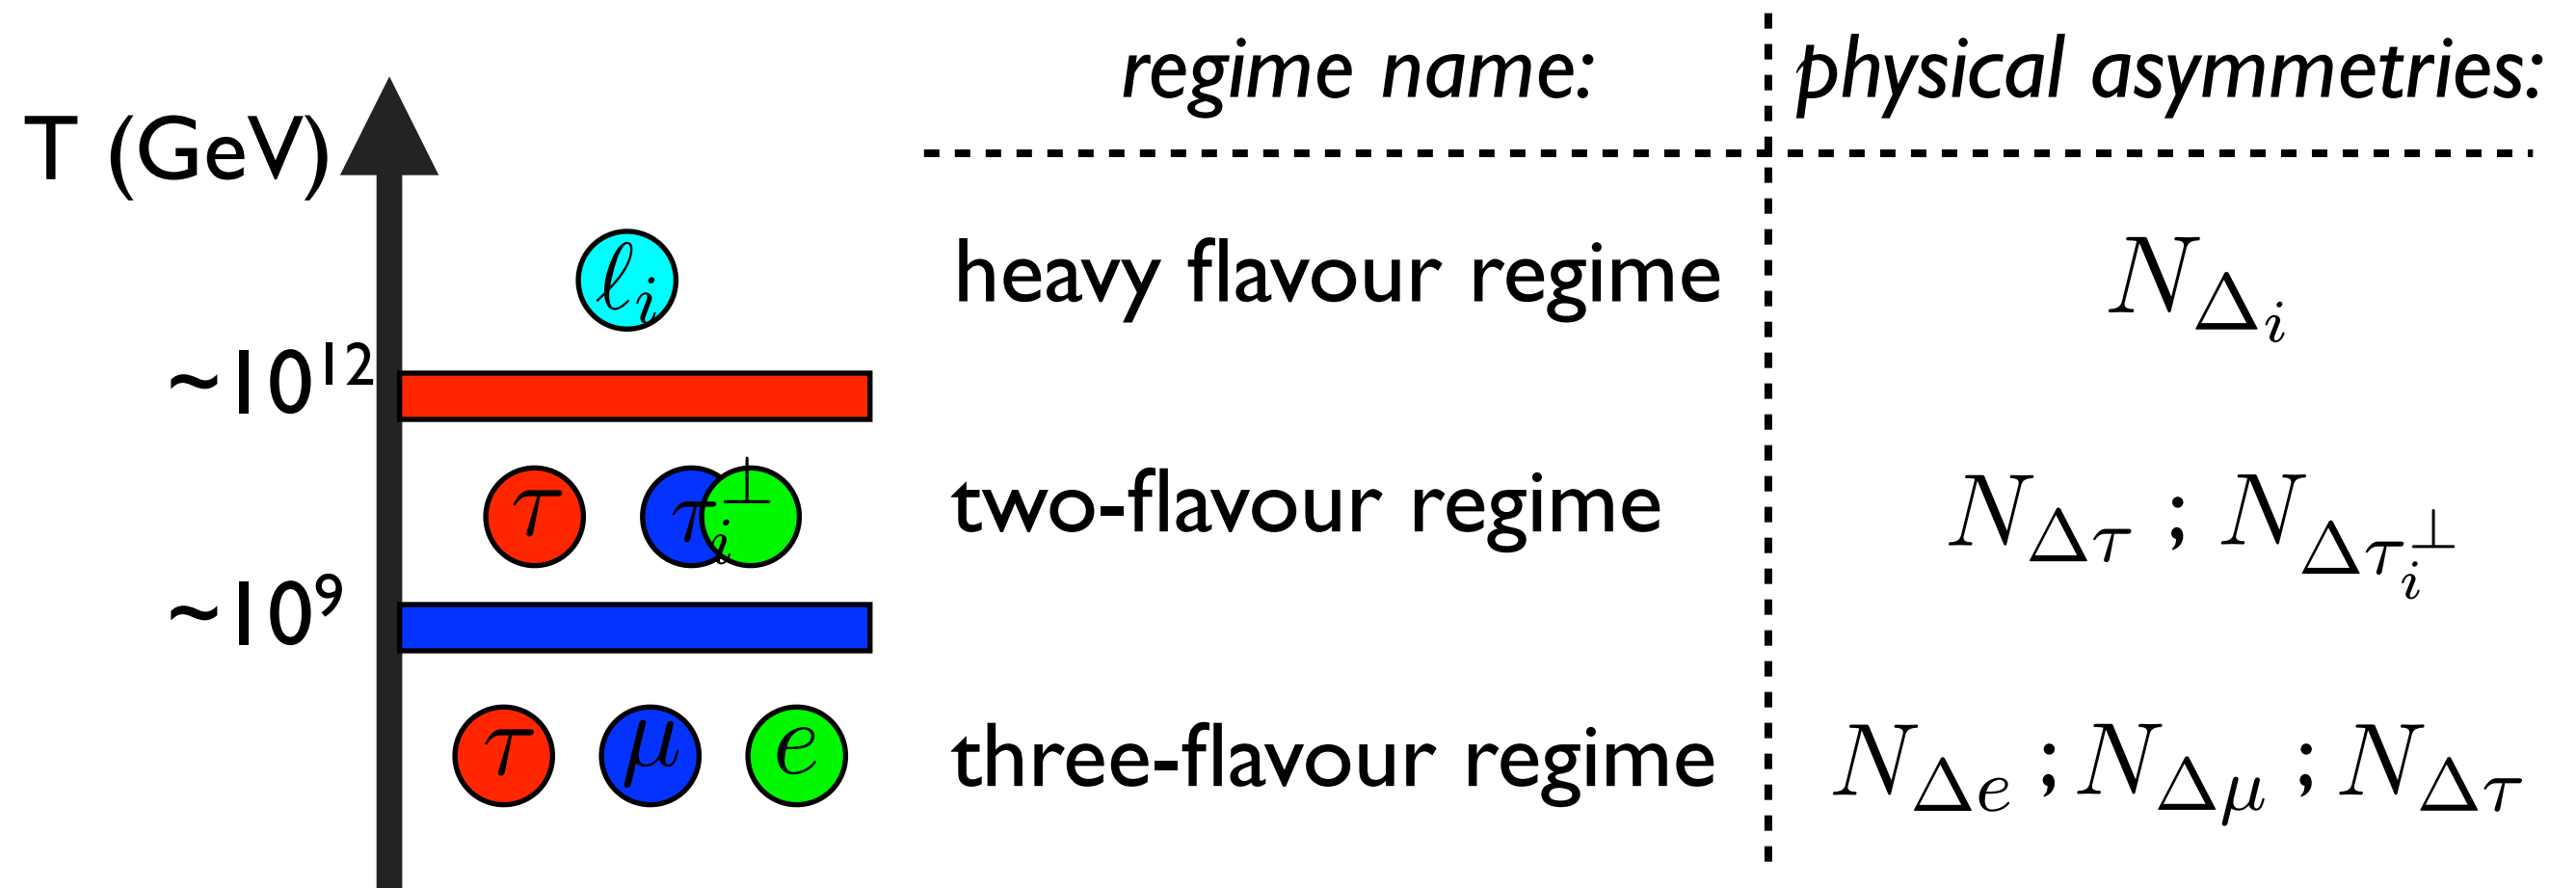 regime name: physical asymmetries:
T (GeV)
ℓ_i heavy flavour regime N_{Δ_i}
~10^{12}
τ τ_i^⊥ two-flavour regime N_{Δτ} ; N_{Δτ_i^⊥}
~10^9
τ μ e three-flavour regime N_{Δe} ; N_{Δμ} ; N_{Δτ}